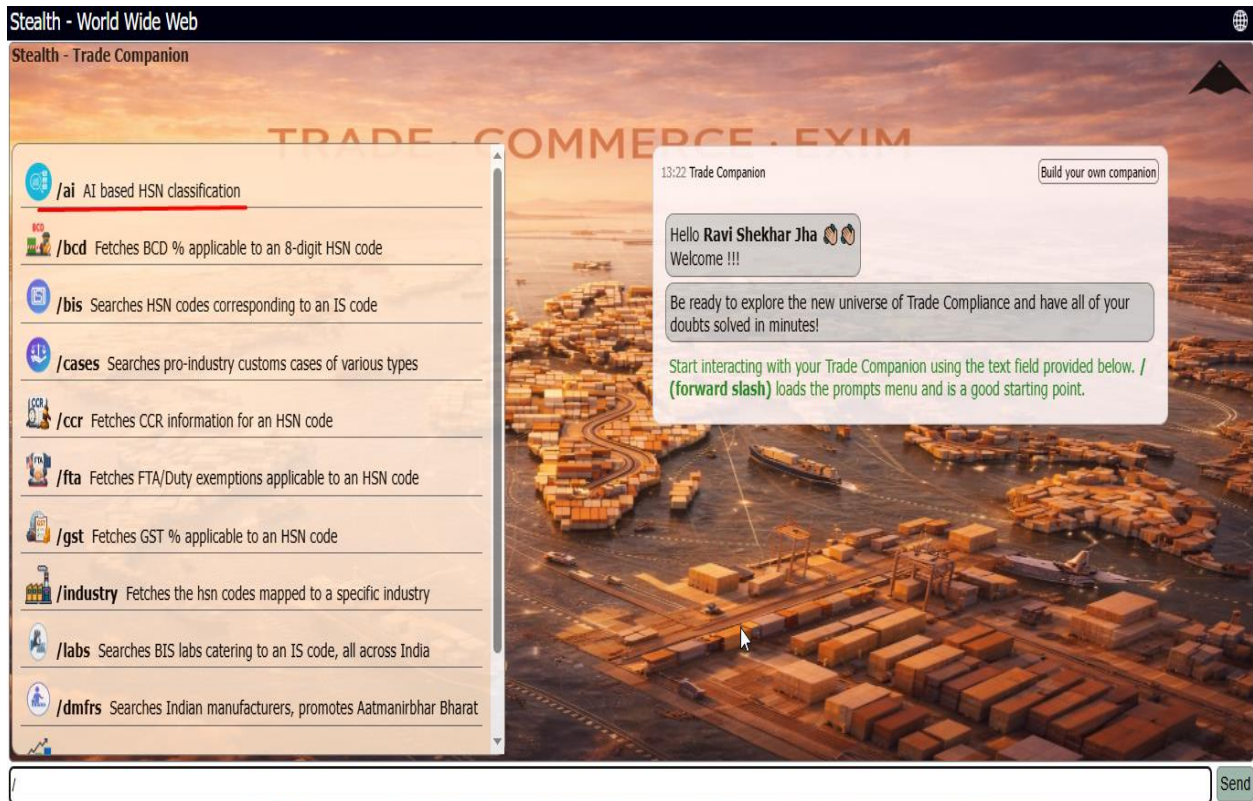 Stealth - World Wide Web
Stealth - Trade Companion
TRADE · COMMERCE · EXIM
/ai AI based HSN classification
/bcd Fetches BCD % applicable to an 8-digit HSN code
/bis Searches HSN codes corresponding to an IS code
/cases Searches pro-industry customs cases of various types
/ccr Fetches CCR information for an HSN code
/fta Fetches FTA/Duty exemptions applicable to an HSN code
/gst Fetches GST % applicable to an HSN code
/industry Fetches the hsn codes mapped to a specific industry
/labs Searches BIS labs catering to an IS code, all across India
/dmfrs Searches Indian manufacturers, promotes Aatmanirbhar Bharat
13:22 Trade Companion
Build your own companion
Hello Ravi Shekhar Jha 👏👏
Welcome !!!
Be ready to explore the new universe of Trade Compliance and have all of your
doubts solved in minutes!
Start interacting with your Trade Companion using the text field provided below. /
(forward slash) loads the prompts menu and is a good starting point.
/
Send